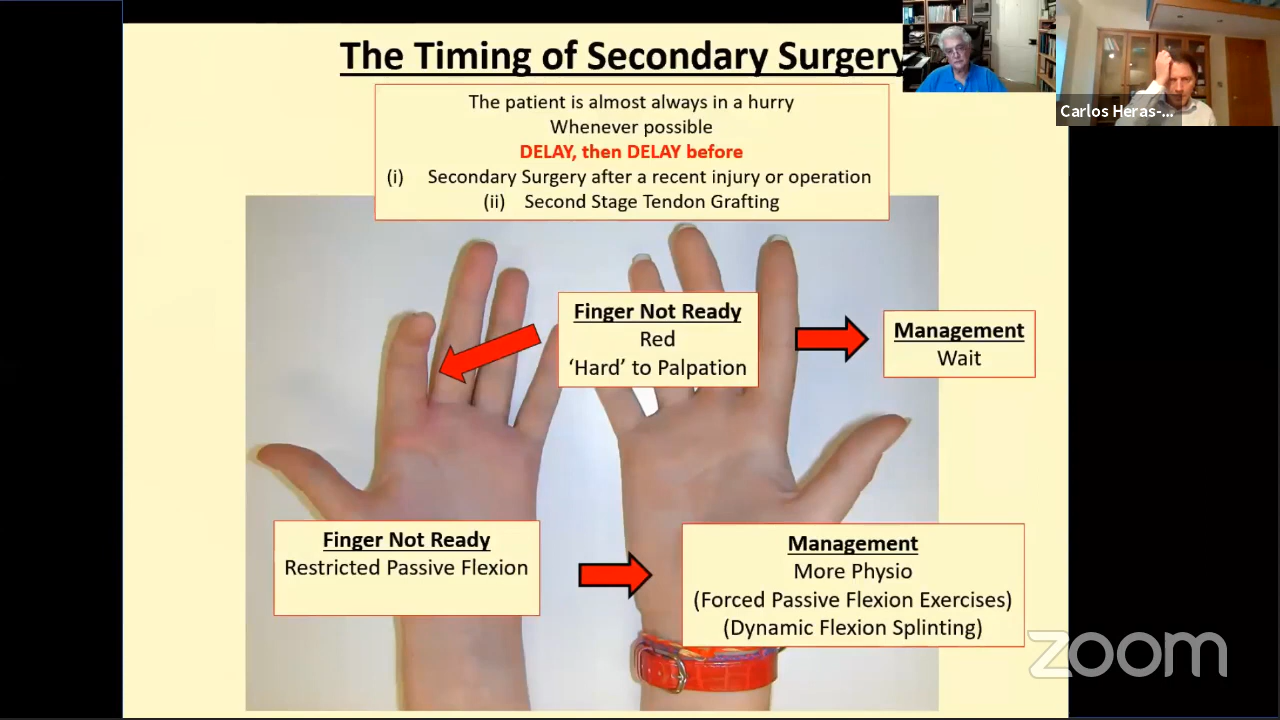 The Timing of Secondary Surgery
The patient is almost always in a hurry
Whenever possible
DELAY, then DELAY before
(i) Secondary Surgery after a recent injury or operation
(ii) Second Stage Tendon Grafting
Carlos Heras-...
Finger Not Ready
Red
‘Hard’ to Palpation
Management
Wait
Finger Not Ready
Restricted Passive Flexion
Management
More Physio
(Forced Passive Flexion Exercises)
(Dynamic Flexion Splinting)
zoom